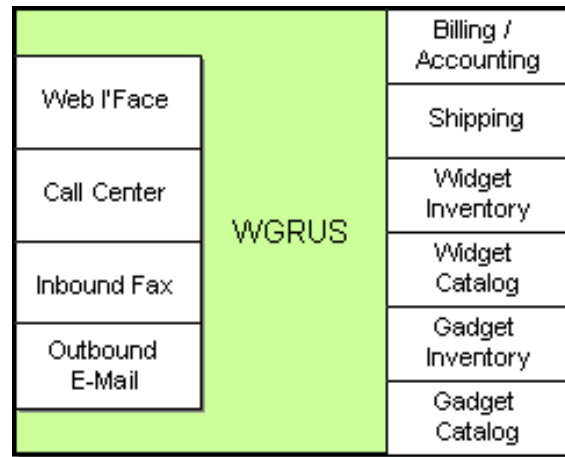 Web I'Face
Call Center
Inbound Fax
Outbound
E-Mail
WGRUS
Billing /
Accounting
Shipping
Widget
Inventory
Widget
Catalog
Gadget
Inventory
Gadget
Catalog